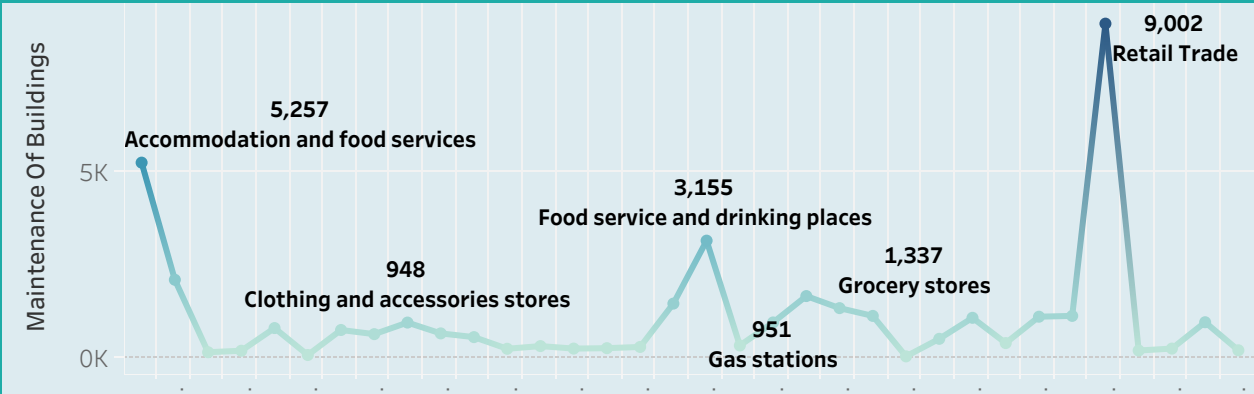 Maintenance Of Buildings
5K
0K
5,257
Accommodation and food services
948
Clothing and accessories stores
3,155
Food service and drinking places
951
Gas stations
1,337
Grocery stores
9,002
Retail Trade